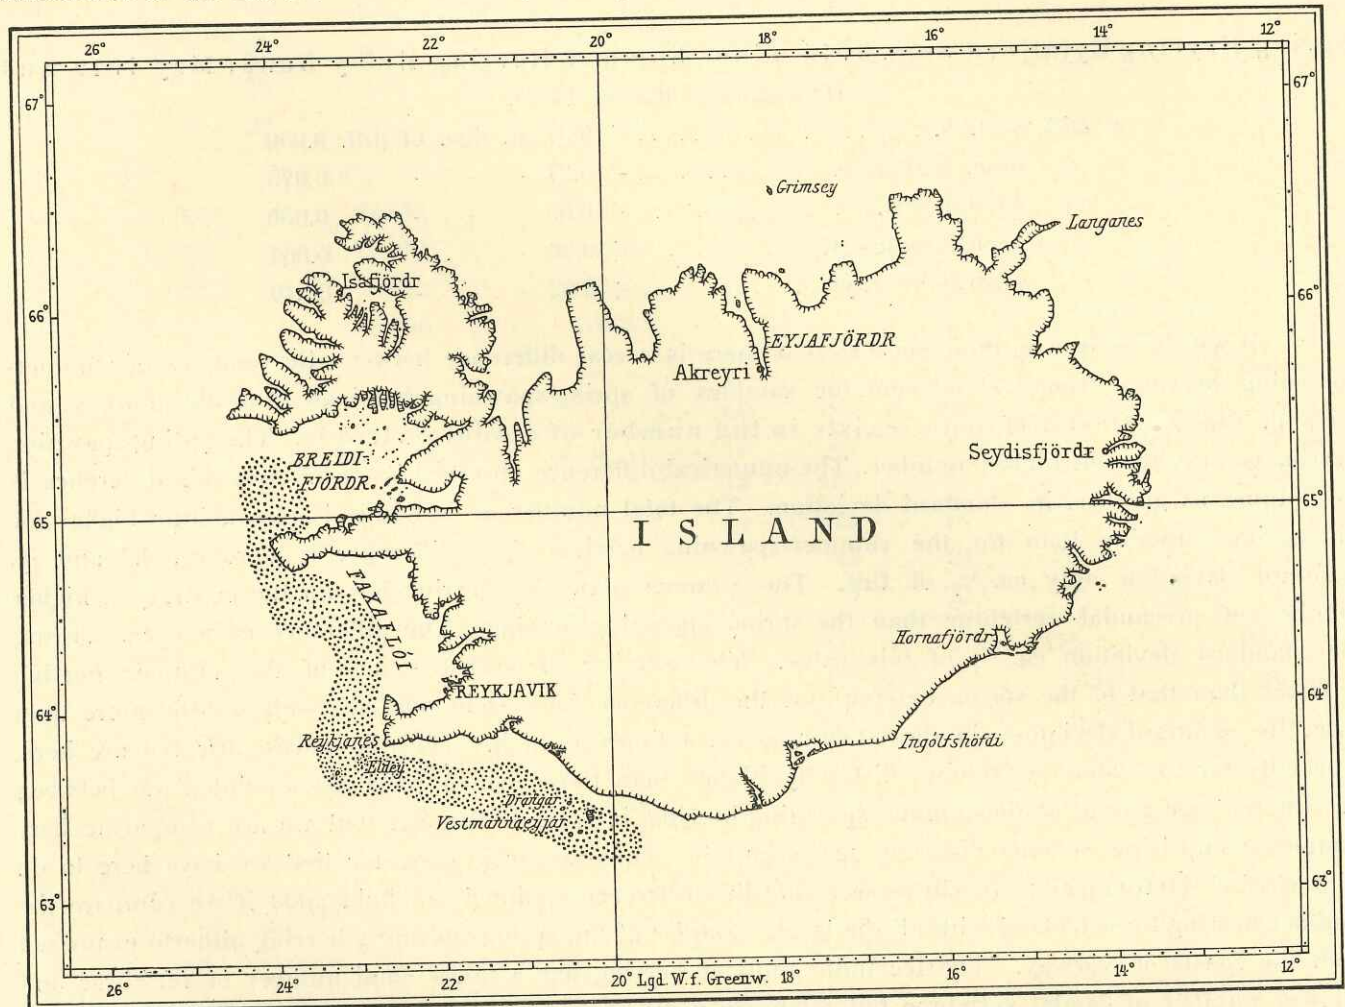 26° 24° 22° 20° 18° 16° 14° 12°
67° 67°
Grimsey
Langanes
Isafjördr
66° 66°
EYJAFJÖRDR
Akreyri
Seydisfjördr
BREIDI-
FJÖRDR.
65° 65°
ISLAND
FAXAFLÓI
Hornafjördr
REYKJAVIK
64° 64°
Reykjanes
Ingólfshöfdi
Eldey
Drangar
Vestmannaeyjar
63° 63°
26° 24° 22° 20° Lgd. W. f. Greenw. 18° 16° 14° 12°